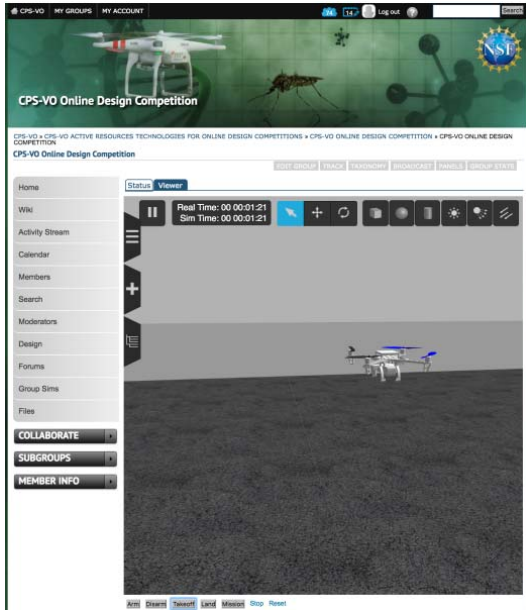 CPS-VO MY GROUPS MY ACCOUNT 74 14 Log out ? Search
NSF
CPS-VO Online Design Competition
CPS-VO » CPS-VO ACTIVE RESOURCES TECHNOLOGIES FOR ONLINE DESIGN COMPETITIONS » CPS-VO ONLINE DESIGN COMPETITION » CPS-VO ONLINE DESIGN
COMPETITION
CPS-VO Online Design Competition
EDIT GROUP TRACK TAXONOMY BROADCAST PANELS GROUP STATE
Status Viewer
Home
Wiki
Activity Stream
Calendar
Members
Search
Moderators
Design
Forums
Group Sims
Files
COLLABORATE
SUBGROUPS
MEMBER INFO
Real Time: 00 00:01:21
Sim Time: 00 00:01:21
Arm Disarm Takeoff Land Mission Stop Reset